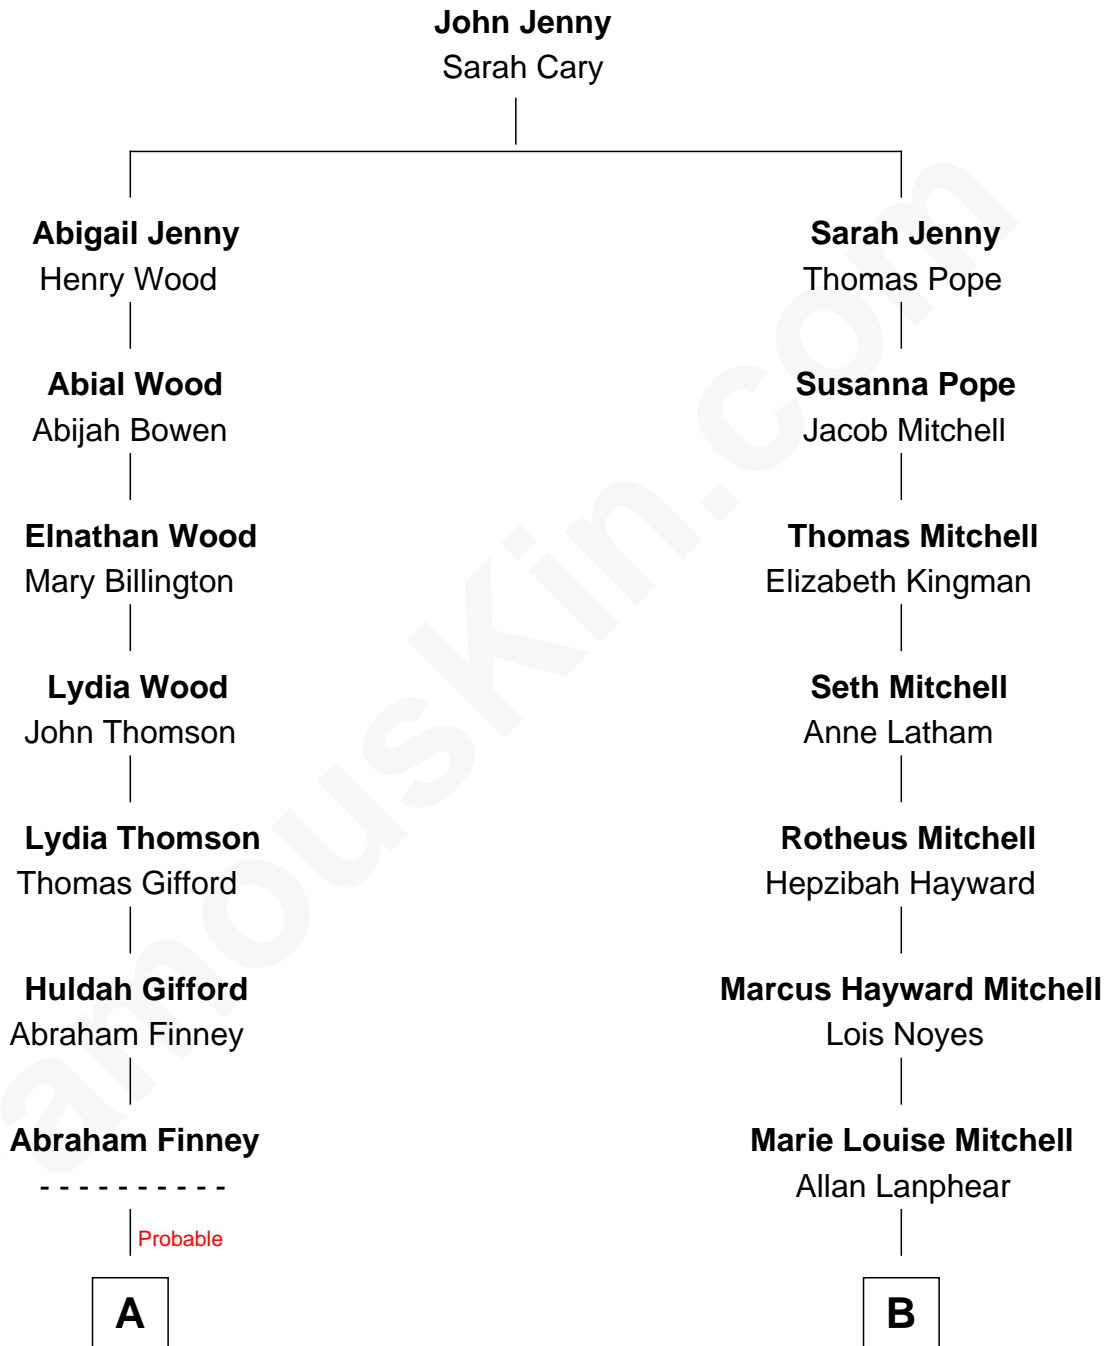 John Jenny
Sarah Cary
Abigail Jenny
Henry Wood
Sarah Jenny
Thomas Pope
Abial Wood
Abijah Bowen
Susanna Pope
Jacob Mitchell
Elnathan Wood
Mary Billington
Thomas Mitchell
Elizabeth Kingman
Lydia Wood
John Thomson
Seth Mitchell
Anne Latham
Lydia Thomson
Thomas Gifford
Rotheus Mitchell
Hepzibah Hayward
Huldah Gifford
Abraham Finney
Marcus Hayward Mitchell
Lois Noyes
Abraham Finney
- - - - - - - - - -
Marie Louise Mitchell
Allan Lanphear
Probable
A
B
amouskin.com